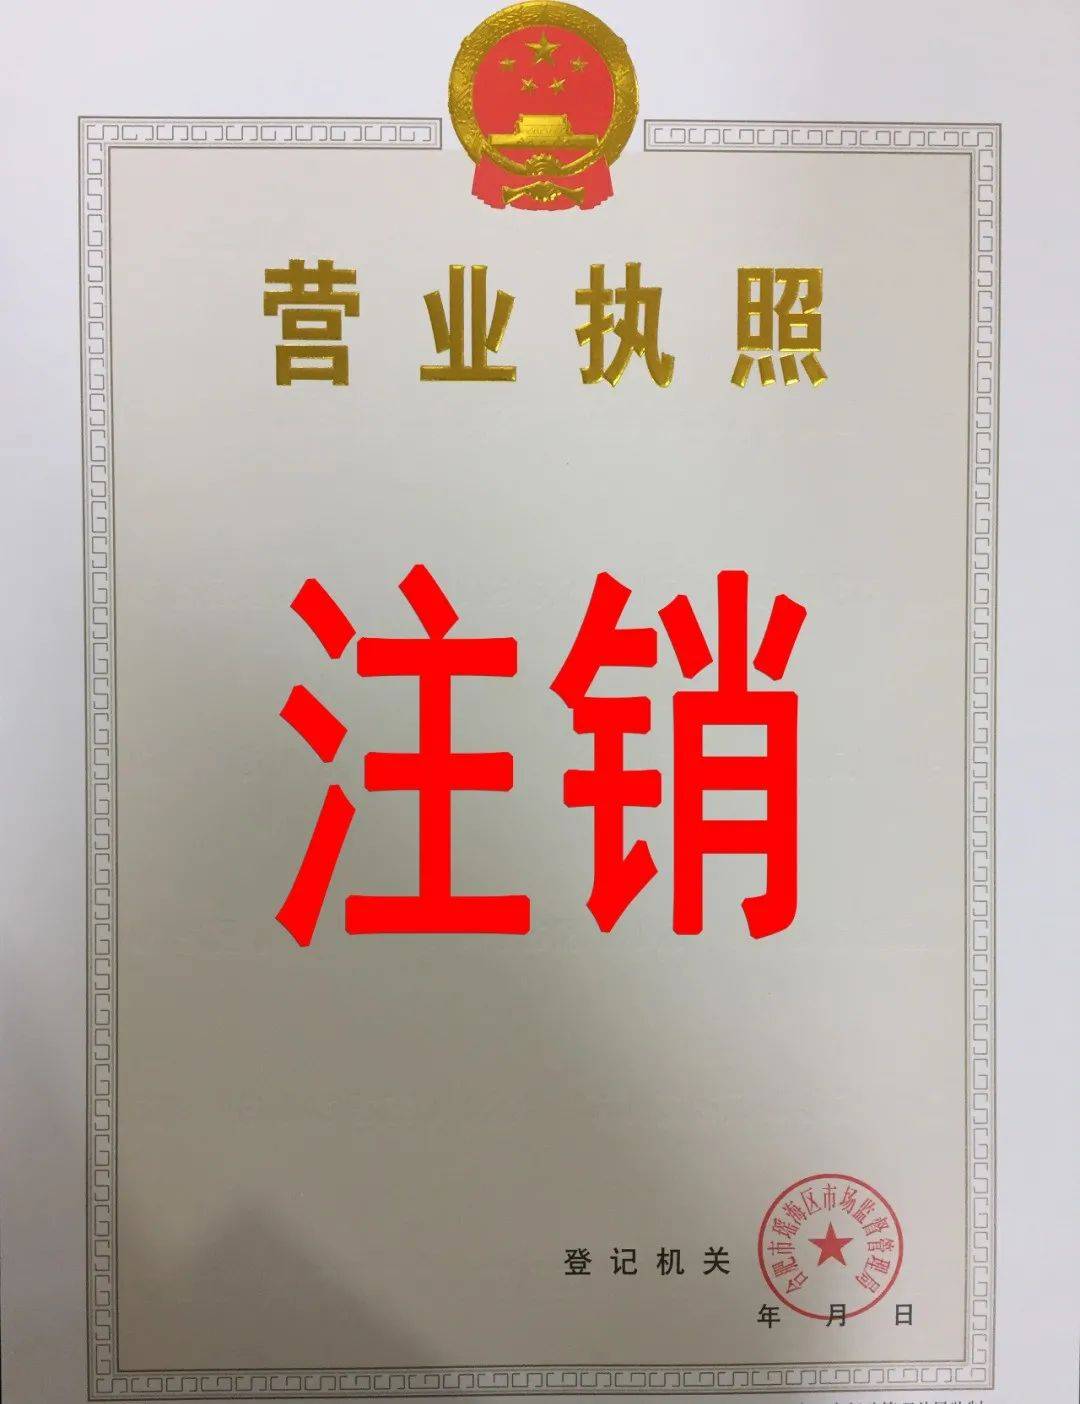 营业执照
注销
登记机关
合肥市瑶海区市场监督管理局
年 月 日